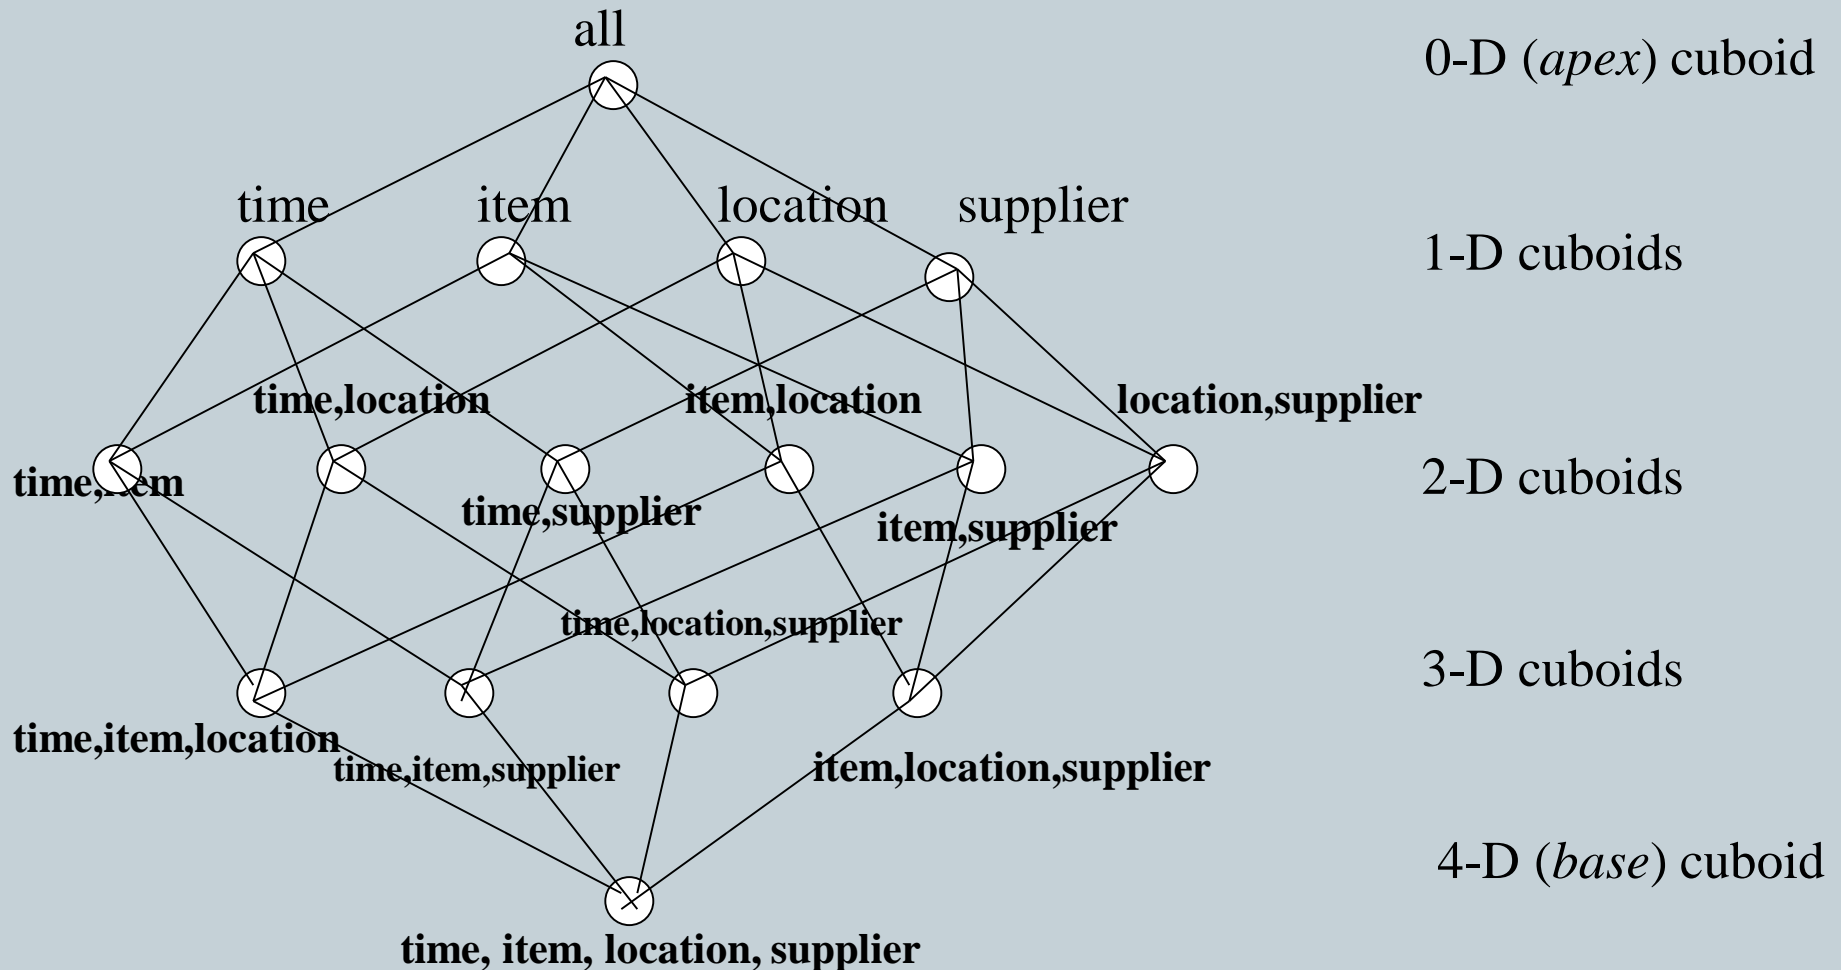 all
0-D (apex) cuboid
time
item
location
supplier
1-D cuboids
time,location
item,location
location,supplier
time,item
2-D cuboids
time,supplier
item,supplier
time,location,supplier
3-D cuboids
time,item,location
time,item,supplier
item,location,supplier
4-D (base) cuboid
time, item, location, supplier